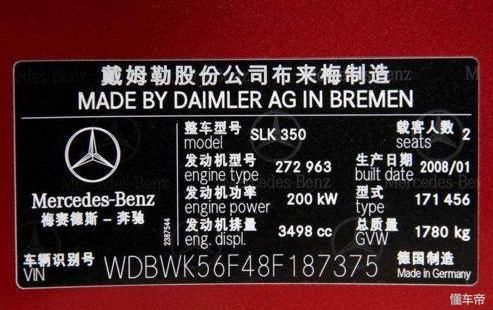 戴姆勒股份公司布来梅制造
MADE BY DAIMLER AG IN BREMEN
整车型号 载客人数
model SLK 350 seats 2
发动机型号 生产日期
engine type 272 963 built date 2008/01
Mercedes-Benz
梅赛德斯－奔驰
发动机功率 型式
engine power 200 kW type 171 456
发动机排量 总质量
eng. displ. 3498 cc GVW 1780 kg
2387544
车辆识别号 德国制造
VIN WDBWK56F48F187375 Made in Germany
懂车帝